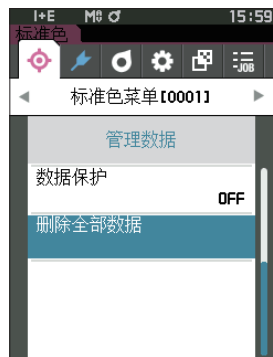 I+E M 15:59
标准色
-JOB
标准色菜单[0001]
管理数据
数据保护
OFF
删除全部数据